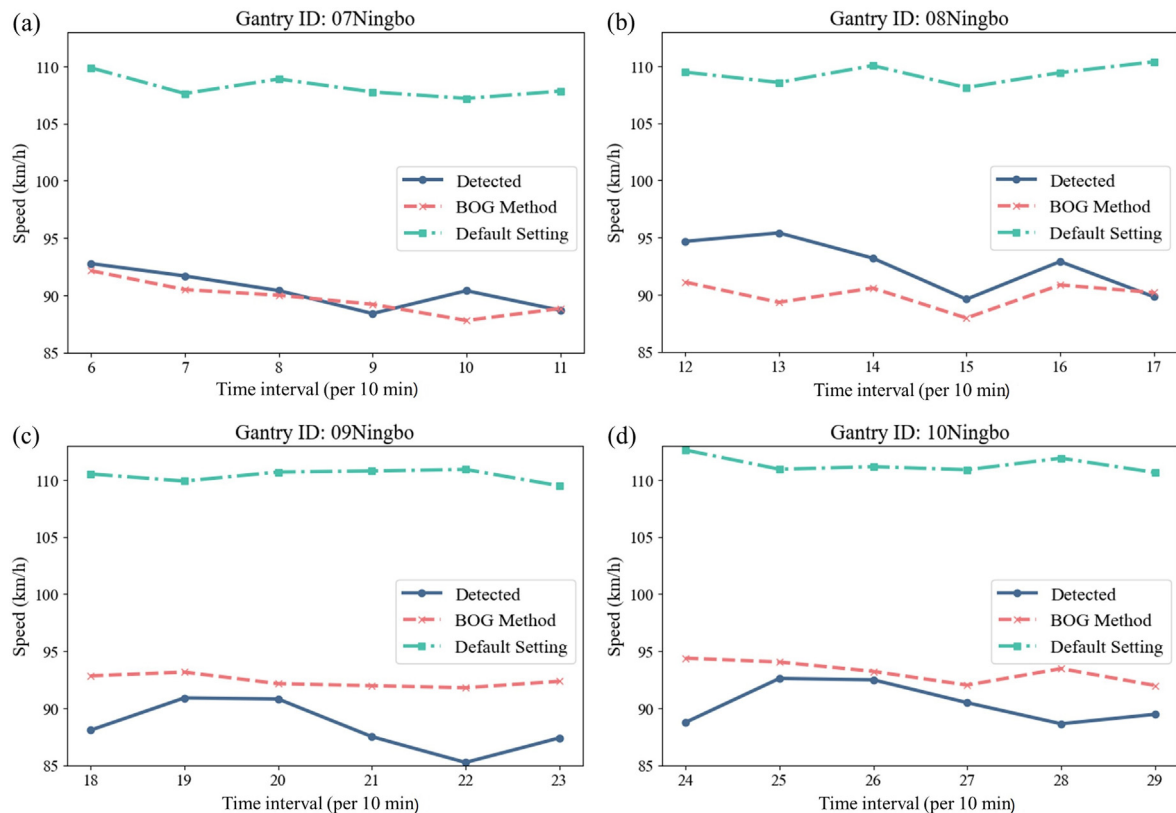 (a)
Gantry ID: 07Ningbo
110
105
100
95
90
85
Speed (km/h)
Detected
BOG Method
Default Setting
6 7 8 9 10 11
Time interval (per 10 min)
(b)
Gantry ID: 08Ningbo
110
105
100
95
90
85
Speed (km/h)
Detected
BOG Method
Default Setting
12 13 14 15 16 17
Time interval (per 10 min)
(c)
Gantry ID: 09Ningbo
110
105
100
95
90
85
Speed (km/h)
Detected
BOG Method
Default Setting
18 19 20 21 22 23
Time interval (per 10 min)
(d)
Gantry ID: 10Ningbo
110
105
100
95
90
85
Speed (km/h)
Detected
BOG Method
Default Setting
24 25 26 27 28 29
Time interval (per 10 min)